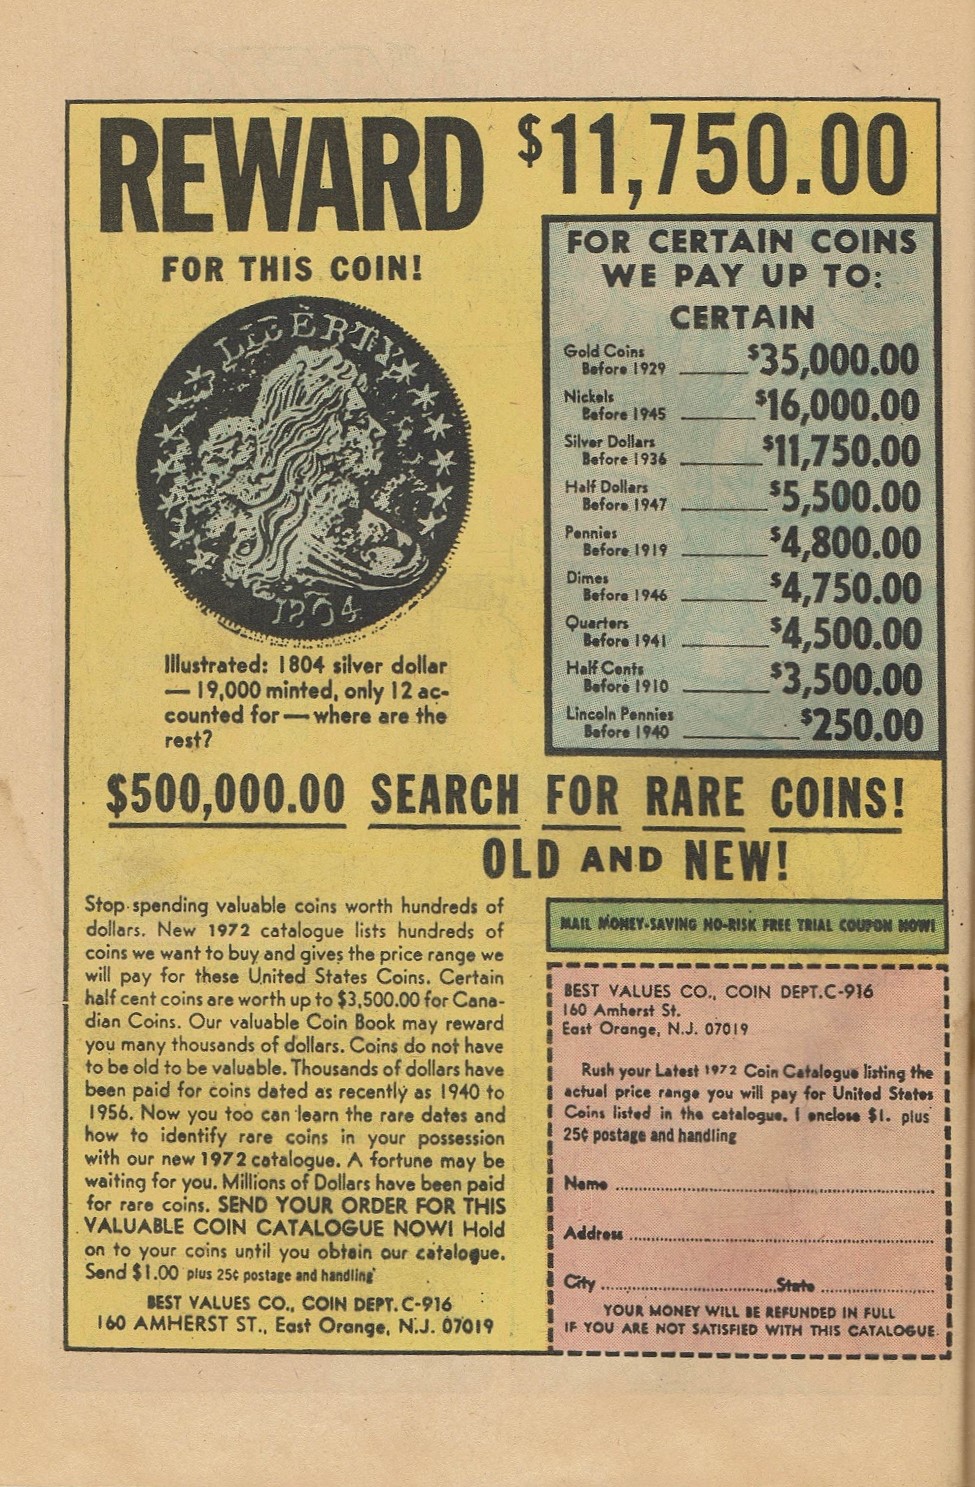 REWARD $11,750.00
FOR THIS COIN!
LIBERTY
1804
Illustrated: 1804 silver dollar
— 19,000 minted, only 12 ac-
counted for — where are the
rest?
FOR CERTAIN COINS
WE PAY UP TO:
CERTAIN
Gold Coins
Before 1929 $35,000.00
Nickels
Before 1945 $16,000.00
Silver Dollars
Before 1936 $11,750.00
Half Dollars
Before 1947 $5,500.00
Pennies
Before 1919 $4,800.00
Dimes
Before 1946 $4,750.00
Quarters
Before 1941 $4,500.00
Half Cents
Before 1910 $3,500.00
Lincoln Pennies
Before 1940 $250.00
$500,000.00 SEARCH FOR RARE COINS!
OLD AND NEW!
Stop spending valuable coins worth hundreds of
dollars. New 1972 catalogue lists hundreds of
coins we want to buy and gives the price range we
will pay for these United States Coins. Certain
half cent coins are worth up to $3,500.00 for Cana-
dian Coins. Our valuable Coin Book may reward
you many thousands of dollars. Coins do not have
to be old to be valuable. Thousands of dollars have
been paid for coins dated as recently as 1940 to
1956. Now you too can learn the rare dates and
how to identify rare coins in your possession
with our new 1972 catalogue. A fortune may be
waiting for you. Millions of Dollars have been paid
for rare coins. SEND YOUR ORDER FOR THIS
VALUABLE COIN CATALOGUE NOW! Hold
on to your coins until you obtain our catalogue.
Send $1.00 plus 25¢ postage and handling
BEST VALUES CO., COIN DEPT. C-916
160 AMHERST ST., East Orange, N.J. 07019
MAIL MONEY-SAVING NO-RISK FREE TRIAL COUPON NOW!
BEST VALUES CO., COIN DEPT. C-916
160 Amherst St.
East Orange, N.J. 07019
Rush your Latest 1972 Coin Catalogue listing the
actual price range you will pay for United States
Coins listed in the catalogue. I enclose $1. plus
25¢ postage and handling
Name
Address
City State
YOUR MONEY WILL BE REFUNDED IN FULL
IF YOU ARE NOT SATISFIED WITH THIS CATALOGUE.